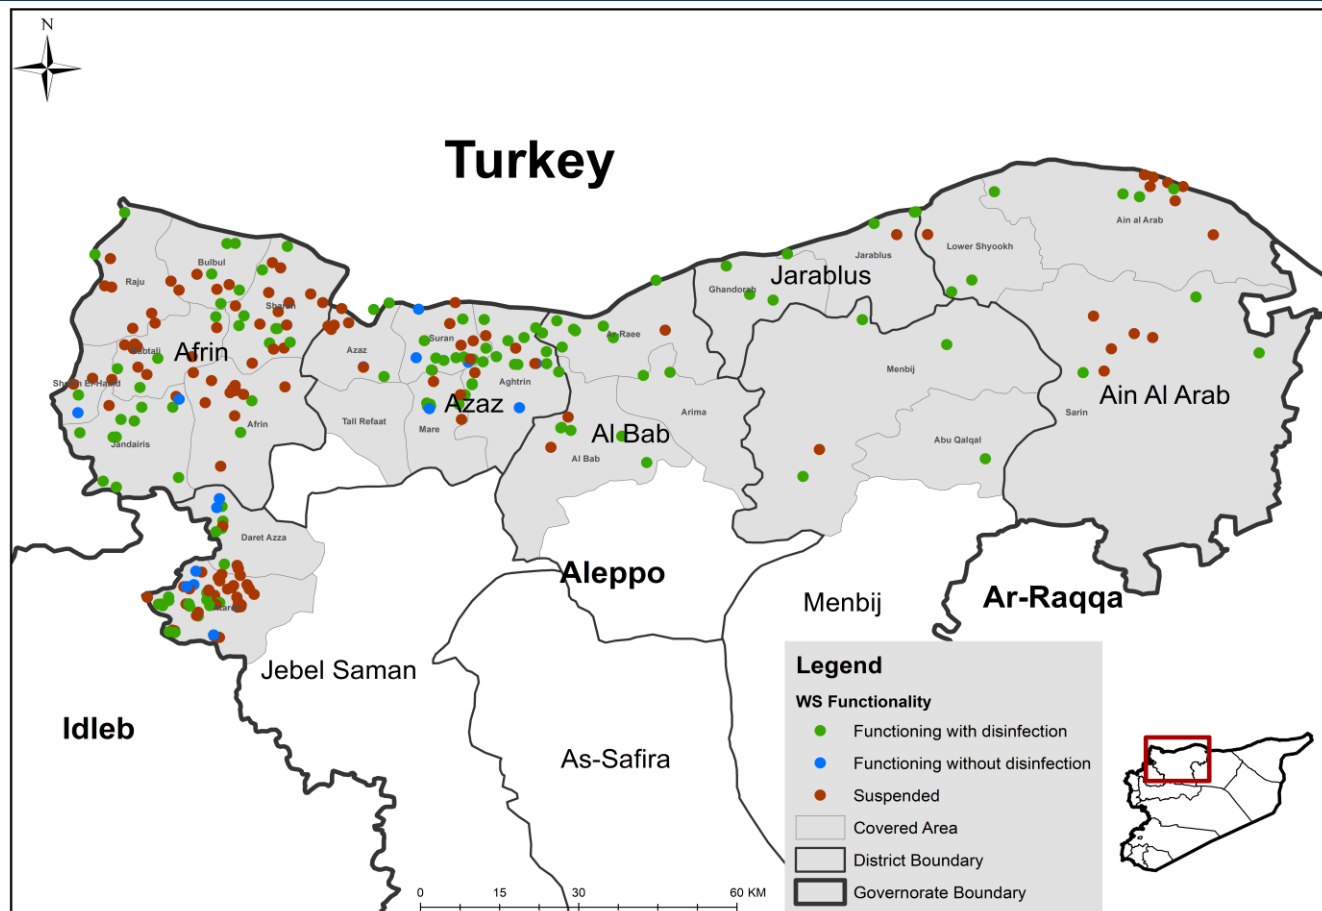 N
Turkey
Ain al Arab
Bulbul
Jarablus
Lower Shyookh
Raju
Jarablus
Ghandorah
Sharan
Suran
Ar-Raee
Azaz
Afrin
Menbij
Aghtrin
Ain Al Arab
Azaz
Arima
Sarin
Afrin
Tall Refaat
Mare
Al Bab
Abu Qalqal
Jandairis
Al Bab
Daret Azza
Aleppo
Ar-Raqqa
Menbij
Jebel Saman
Legend
WS Functionality
Idleb
Functioning with disinfection
As-Safira
Functioning without disinfection
Suspended
Covered Area
District Boundary
Governorate Boundary
0 15 30 60 KM